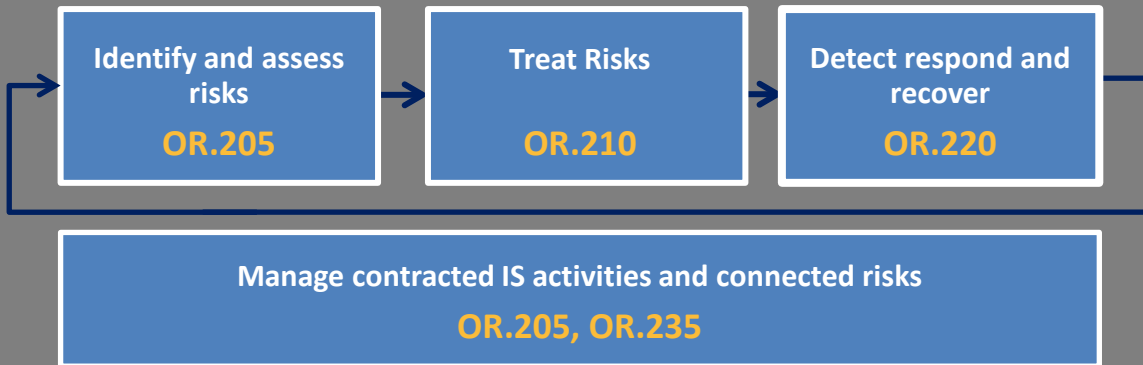 Identify and assess
risks
OR.205
Treat Risks
OR.210
Detect respond and
recover
OR.220
Manage contracted IS activities and connected risks
OR.205, OR.235